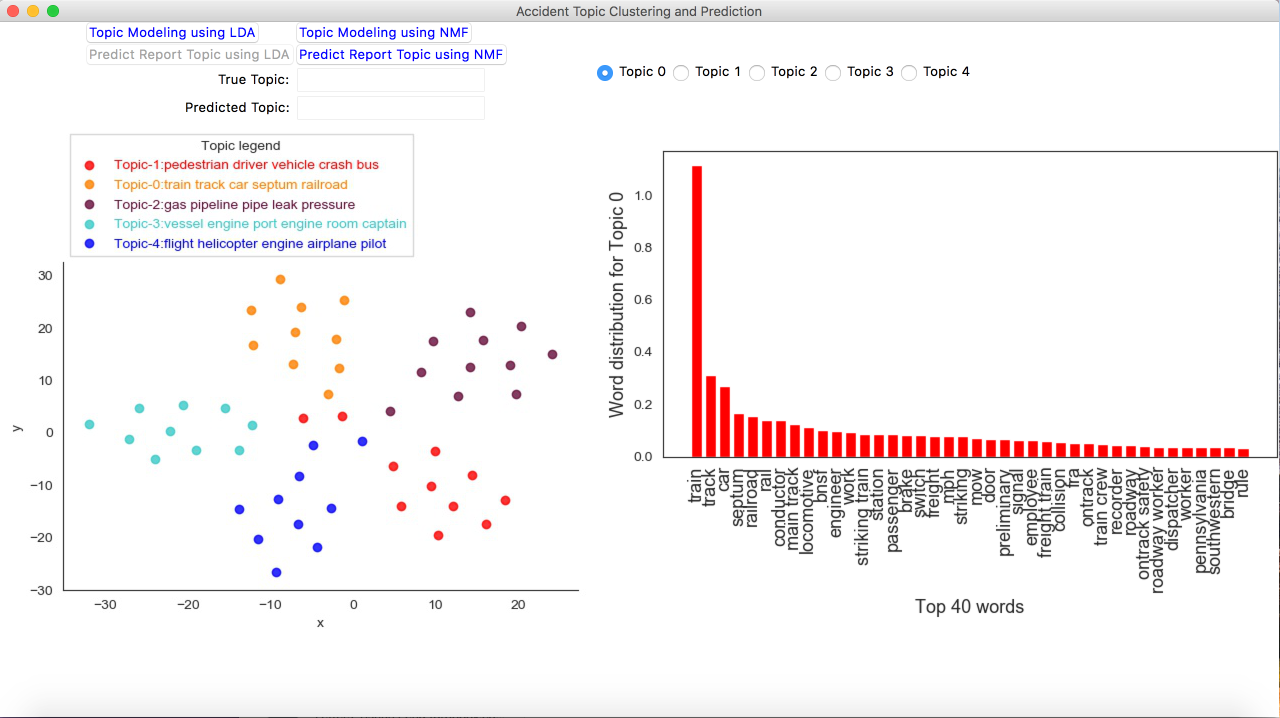 Accident Topic Clustering and Prediction
Topic Modeling using LDA
Topic Modeling using NMF
Predict Report Topic using LDA
Predict Report Topic using NMF
True Topic:
Predicted Topic:
Topic 0
Topic 1
Topic 2
Topic 3
Topic 4
Topic legend
Topic-1:pedestrian driver vehicle crash bus
Topic-0:train track car septum railroad
Topic-2:gas pipeline pipe leak pressure
Topic-3:vessel engine port engine room captain
Topic-4:flight helicopter engine airplane pilot
30
20
10
0
−10
−20
−30
y
−30
−20
−10
0
10
20
x
Word distribution for Topic 0
1.0
0.8
0.6
0.4
0.2
0.0
train
track
car
septum
railroad
rail
conductor
main track
locomotive
bnsf
engineer
work
striking train
station
passenger
brake
switch
freight
mph
striking
mow
door
preliminary
signal
employee
freight train
collision
fra
ontrack
train crew
recorder
roadway
ontrack safety
roadway worker
dispatcher
worker
pennsylvania
southwestern
bridge
rule
Top 40 words